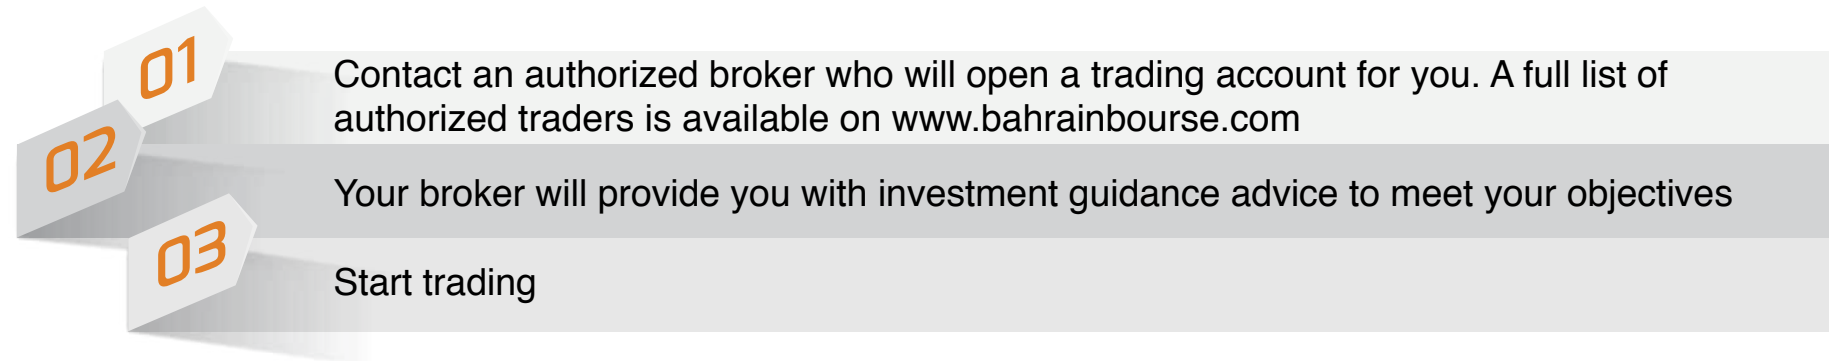 01
Contact an authorized broker who will open a trading account for you. A full list of
authorized traders is available on www.bahrainbourse.com
02
Your broker will provide you with investment guidance advice to meet your objectives
03
Start trading